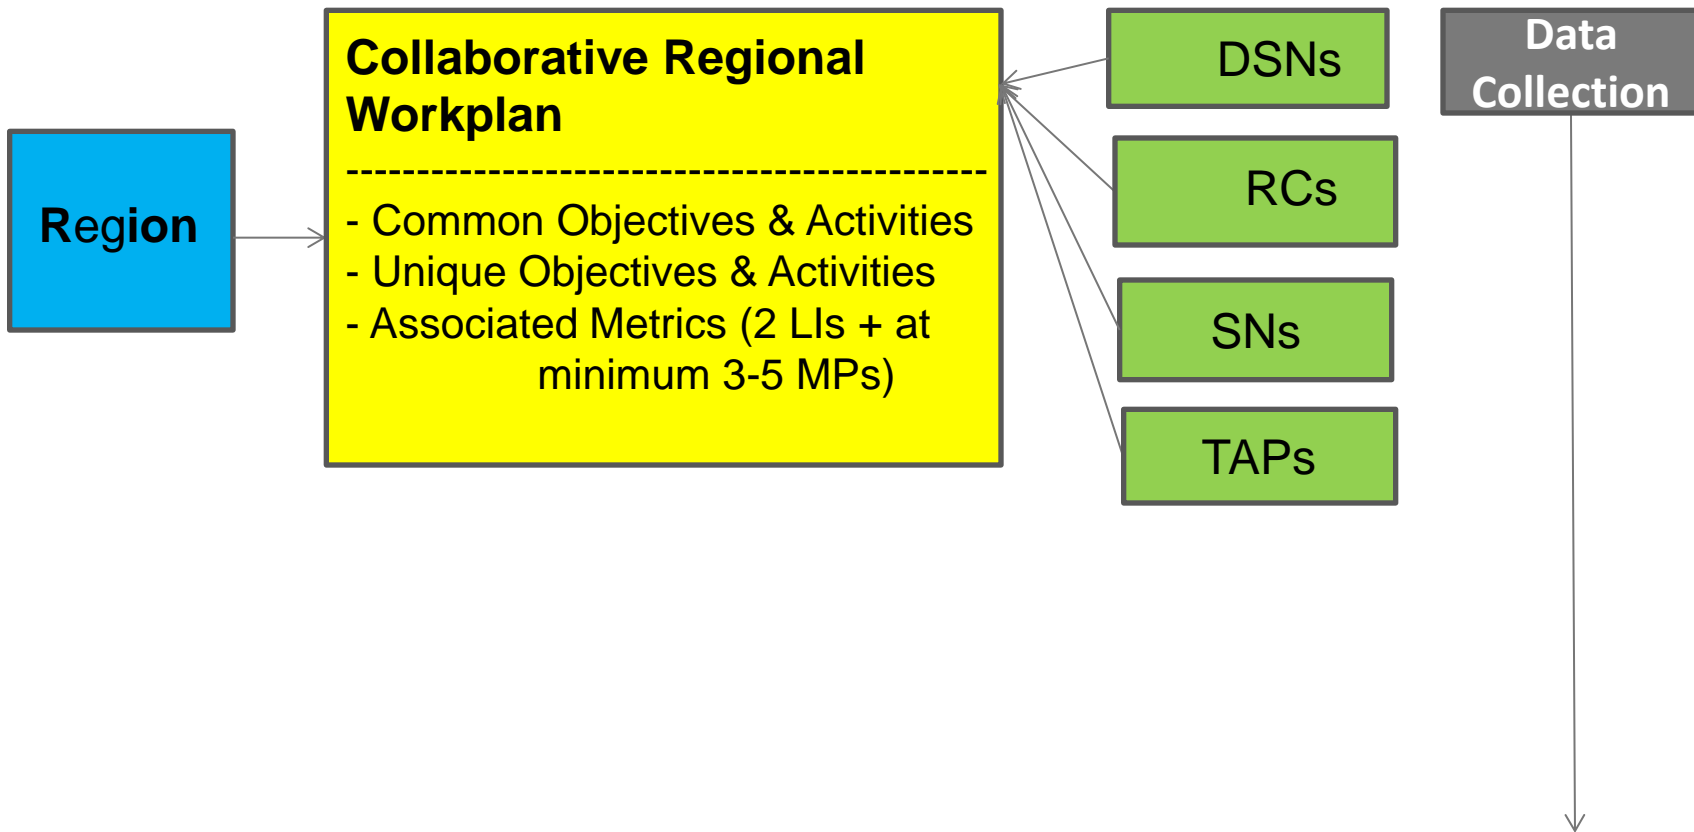 Region
Collaborative Regional
Workplan
----------------------------------------------
- Common Objectives & Activities
- Unique Objectives & Activities
- Associated Metrics (2 LIs + at
minimum 3-5 MPs)
DSNs
RCs
SNs
TAPs
Data
Collection